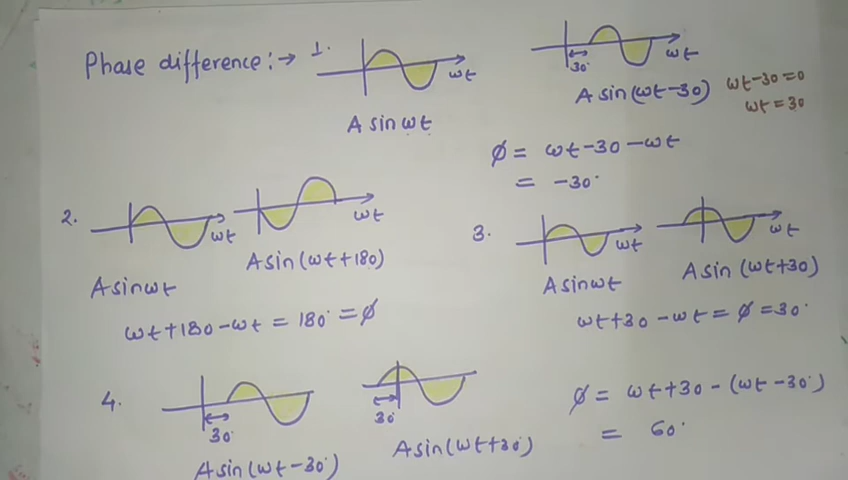 Phase difference:→ 1.
ωt
A sin ωt
30°
ωt
A sin(ωt-30)
ωt-30=0
ωt=30
ø = ωt-30-ωt
= -30°
2.
ωt
ωt
A sinωt
A sin(ωt+180)
ωt+180-ωt = 180° = ø
3.
ωt
ωt
A sinωt
A sin (ωt+30)
ωt+30-ωt = ø = 30°
4.
30°
A sin(ωt-30°)
30°
A sin(ωt+30°)
ø = ωt+30-(ωt-30°)
= 60°